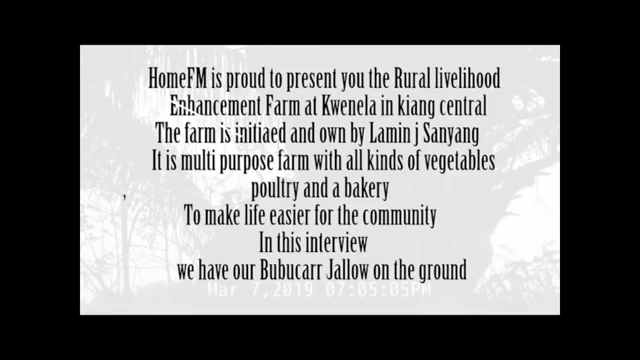 HomeFM is proud to present you the Rural livelihood
Enhancement Farm at Kwenela in kiang central
The farm is initiaed and own by Lamin j Sanyang
It is multi purpose farm with all kinds of vegetables
, poultry and a bakery
To make life easier for the community
In this interview
we have our Bubucarr Jallow on the ground
Mar 7,2019 07:05:05PM